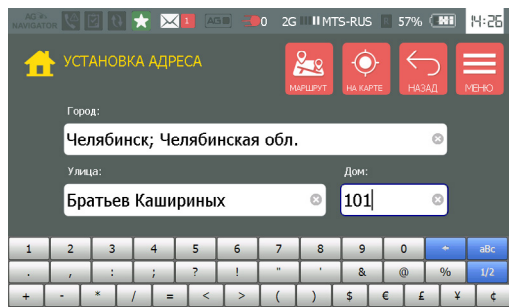 AG 4x NAVIGATOR 1 AG 0 2G MTS-RUS 57% 14:26
УСТАНОВКА АДРЕСА
МАРШРУТ НА КАРТЕ НАЗАД МЕНЮ
Город:
Челябинск; Челябинская обл.
Улица: Дом:
Братьев Кашириных 101
1 2 3 4 5 6 7 8 9 0 ← aBc
. , : ; ? ! " ' & @ % 1/2
+ - * / = < > ( ) $ € £ ¥ ¢